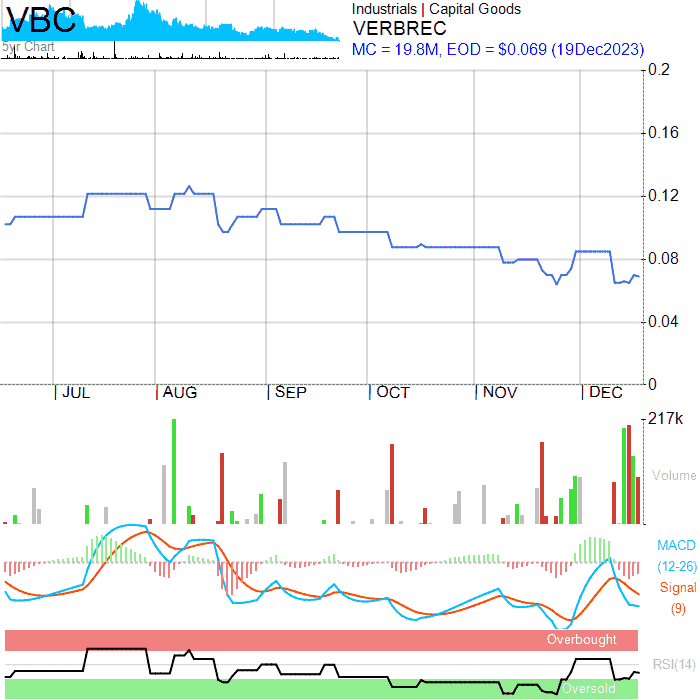 VBC
5yr Chart
Industrials | Capital Goods
VERBREC
MC = 19.8M, EOD = $0.069 (19Dec2023)
0.2
0.16
0.12
0.08
0.04
0
JUL AUG SEP OCT NOV DEC
217k
Volume
MACD
(12-26)
Signal
(9)
Overbought
RSI(14)
Oversold